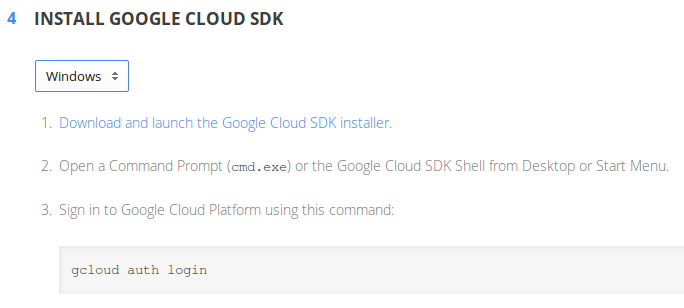 4 INSTALL GOOGLE CLOUD SDK
Windows
1. Download and launch the Google Cloud SDK installer.
2. Open a Command Prompt (cmd.exe) or the Google Cloud SDK Shell from Desktop or Start Menu.
3. Sign in to Google Cloud Platform using this command:
gcloud auth login